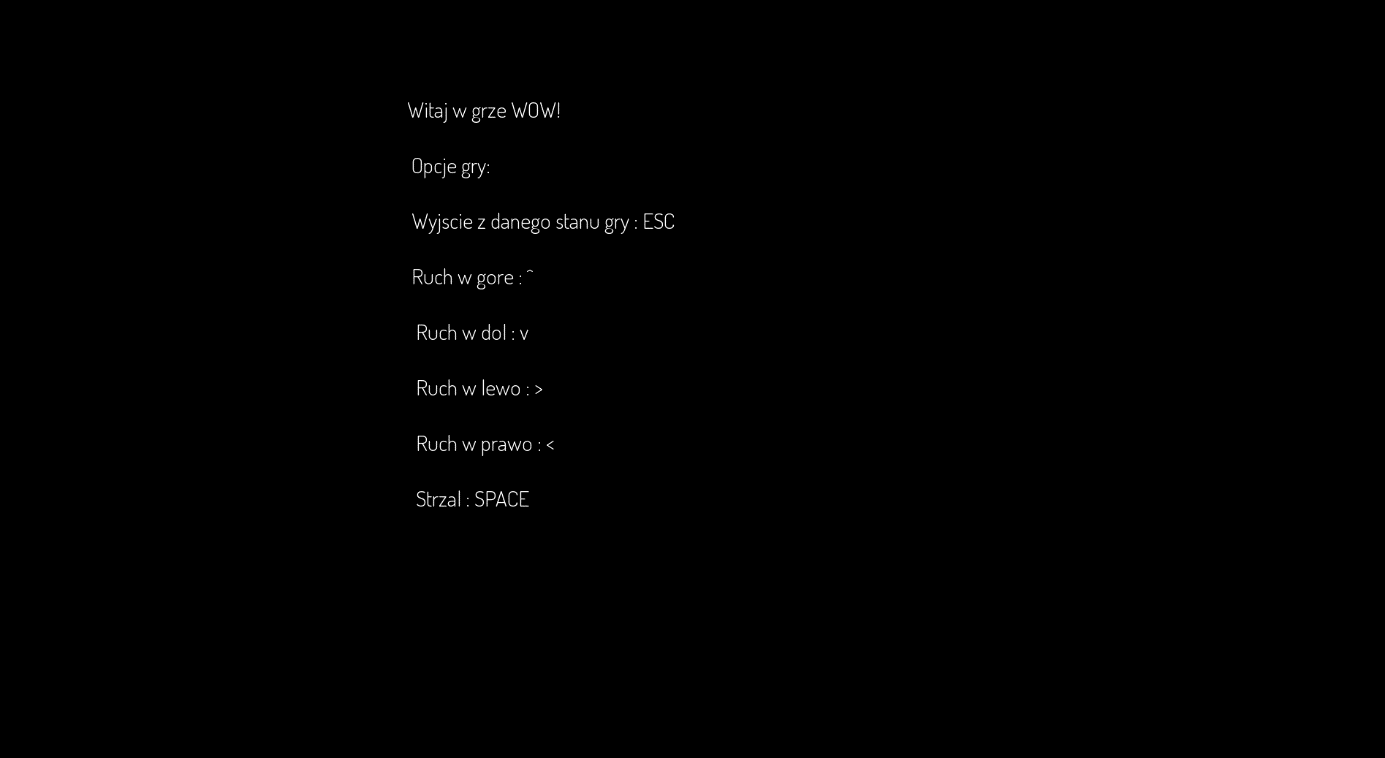 Witaj w grze WOW!
Opcje gry:
Wyjscie z danego stanu gry : ESC
Ruch w gore : ^
Ruch w dol : v
Ruch w lewo : >
Ruch w prawo : <
Strzal : SPACE